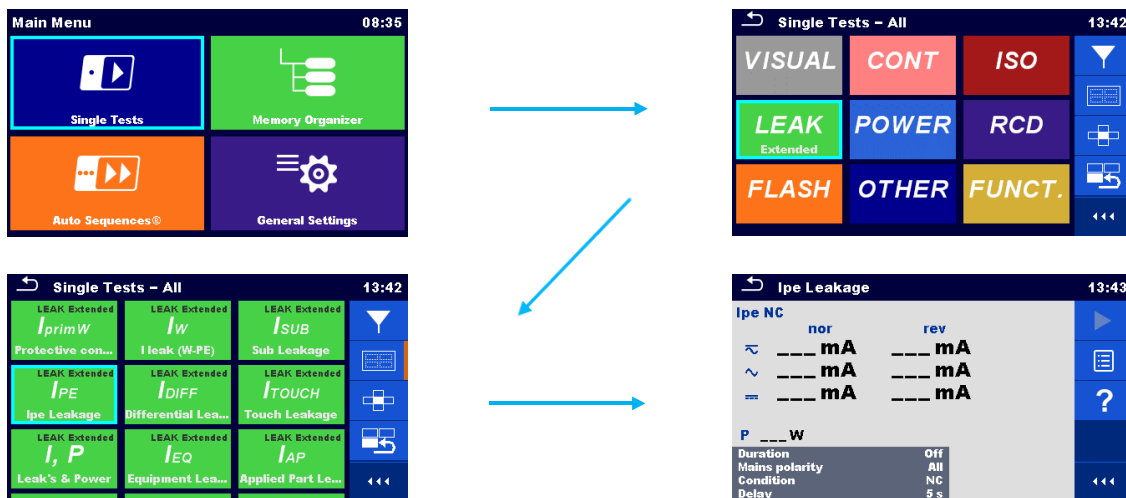 Main Menu 08:35
Single Tests Memory Organizer
Auto Sequences® General Settings
Single Tests – All 13:42
VISUAL CONT ISO
LEAK POWER RCD
Extended
FLASH OTHER FUNCT.
Single Tests – All 13:42
LEAK Extended LEAK Extended LEAK Extended
IprimW IW ISUB
Protective con... I leak (W-PE) Sub Leakage
LEAK Extended LEAK Extended LEAK Extended
IPE IDIFF ITOUCH
Ipe Leakage Differential Lea... Touch Leakage
LEAK Extended LEAK Extended LEAK Extended
I, P IEQ IAP
Leak's & Power Equipment Lea... Applied Part Le...
Ipe Leakage 13:43
Ipe NC
nor rev
___ mA ___ mA
___ mA ___ mA
___ mA ___ mA
P ___ W
Duration Off
Mains polarity All
Condition NC
Delay 5 s
?